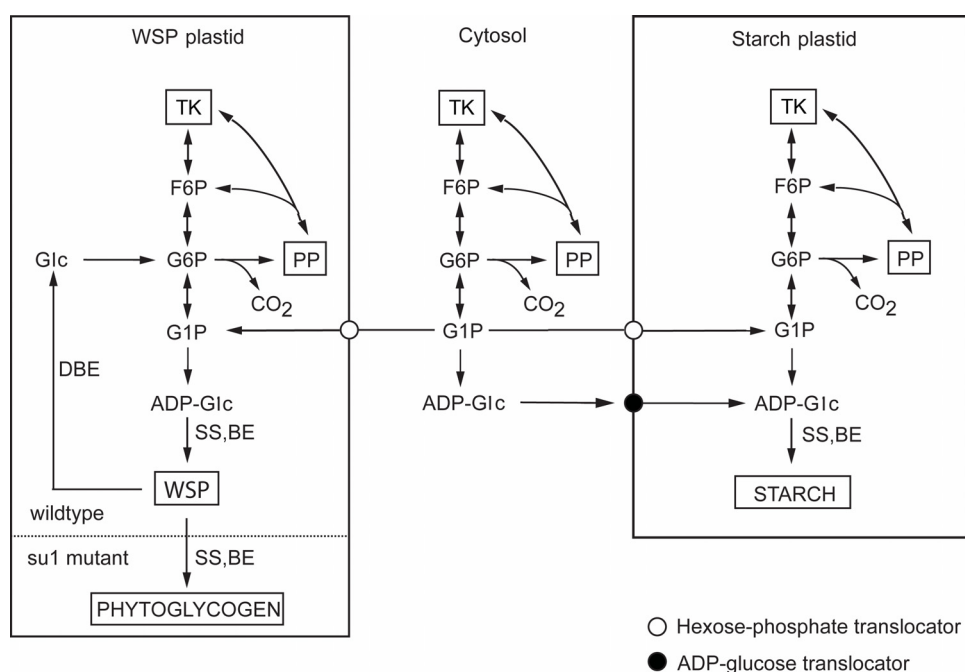 WSP plastid
Cytosol
Starch plastid
TK
F6P
Glc
G6P
PP
CO2
G1P
DBE
ADP-Glc
SS,BE
WSP
wildtype
su1 mutant
SS,BE
PHYTOGLYCOGEN
TK
F6P
G6P
PP
CO2
G1P
ADP-Glc
TK
F6P
G6P
PP
CO2
G1P
ADP-Glc
SS,BE
STARCH
Hexose-phosphate translocator
ADP-glucose translocator